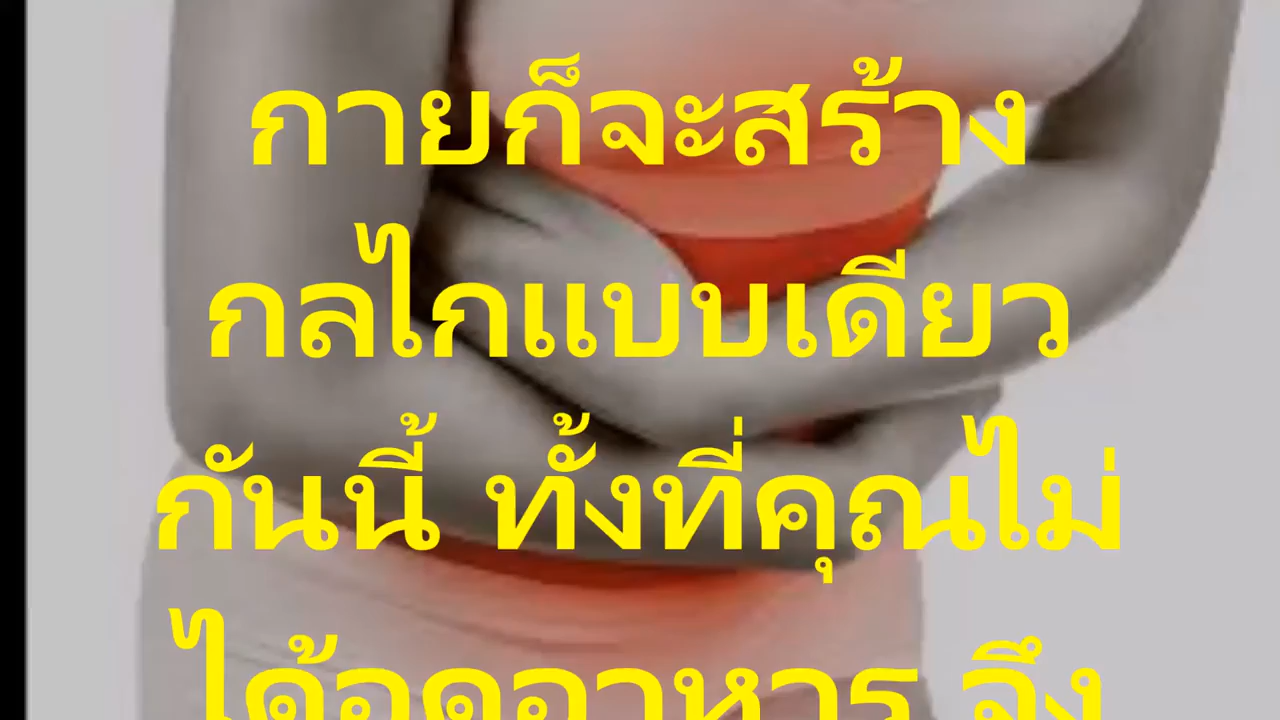 กายก็จะสร้าง
กลไกแบบเดียว
กันนี้ ทั้งที่คุณไม่
ได้อดอาหาร จึง